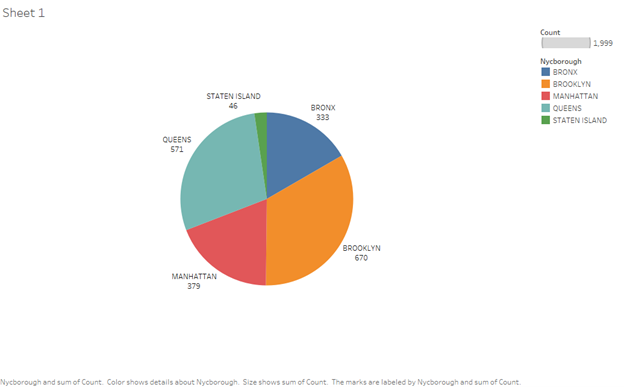 Sheet 1
Count
1,999
Nycborough
BRONX
BROOKLYN
MANHATTAN
QUEENS
STATEN ISLAND
STATEN ISLAND
46
BRONX
333
QUEENS
571
BROOKLYN
670
MANHATTAN
379
Nycborough and sum of Count.  Color shows details about Nycborough.  Size shows sum of Count.  The marks are labeled by Nycborough and sum of Count.